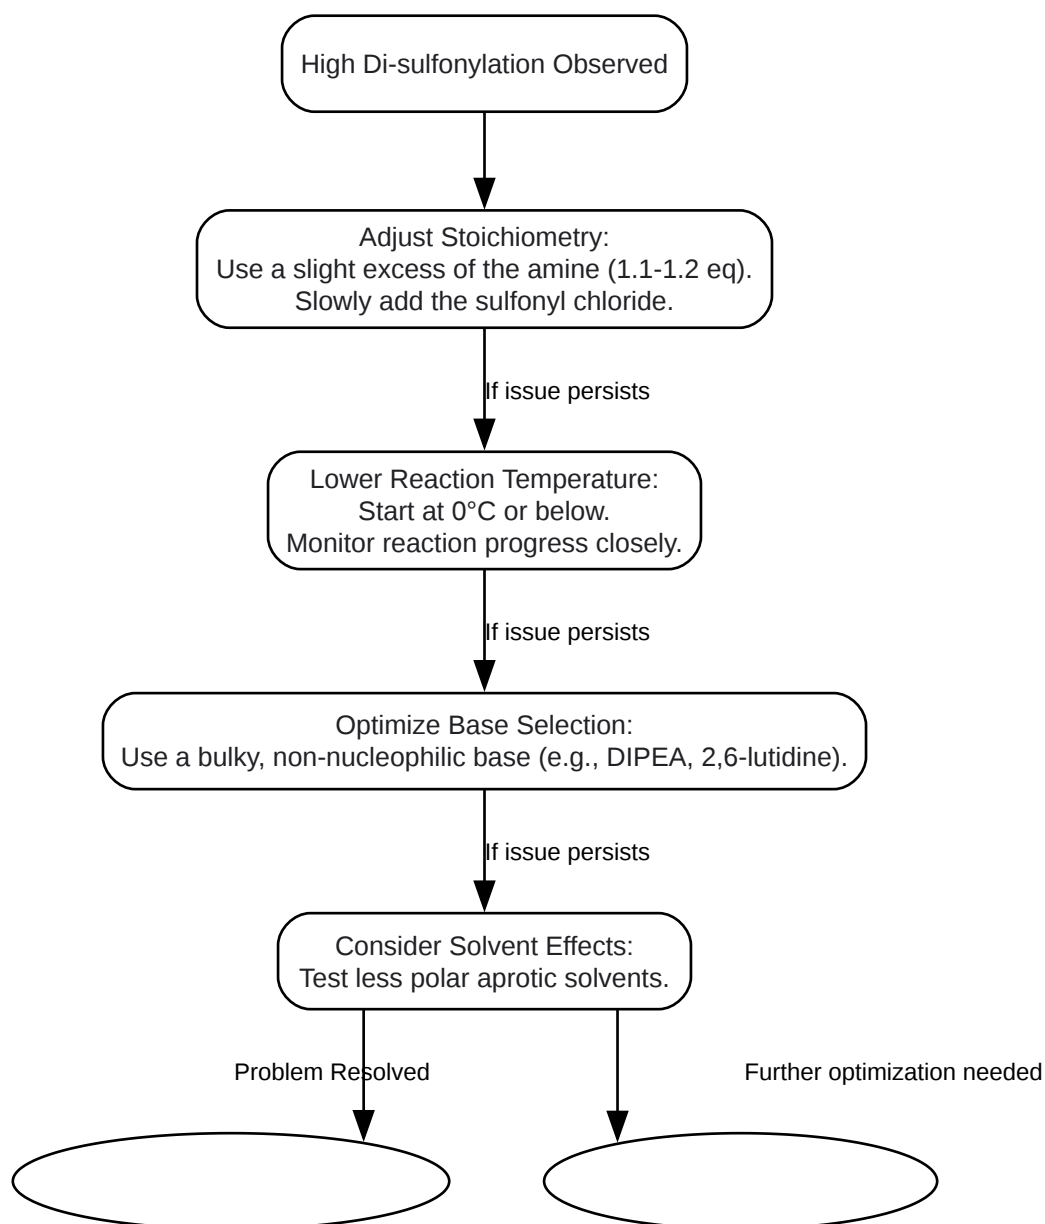 High Di-sulfonylation Observed
Adjust Stoichiometry:
Use a slight excess of the amine (1.1-1.2 eq).
Slowly add the sulfonyl chloride.
If issue persists
Lower Reaction Temperature:
Start at 0°C or below.
Monitor reaction progress closely.
If issue persists
Optimize Base Selection:
Use a bulky, non-nucleophilic base (e.g., DIPEA, 2,6-lutidine).
If issue persists
Consider Solvent Effects:
Test less polar aprotic solvents.
Problem Resolved
Further optimization needed